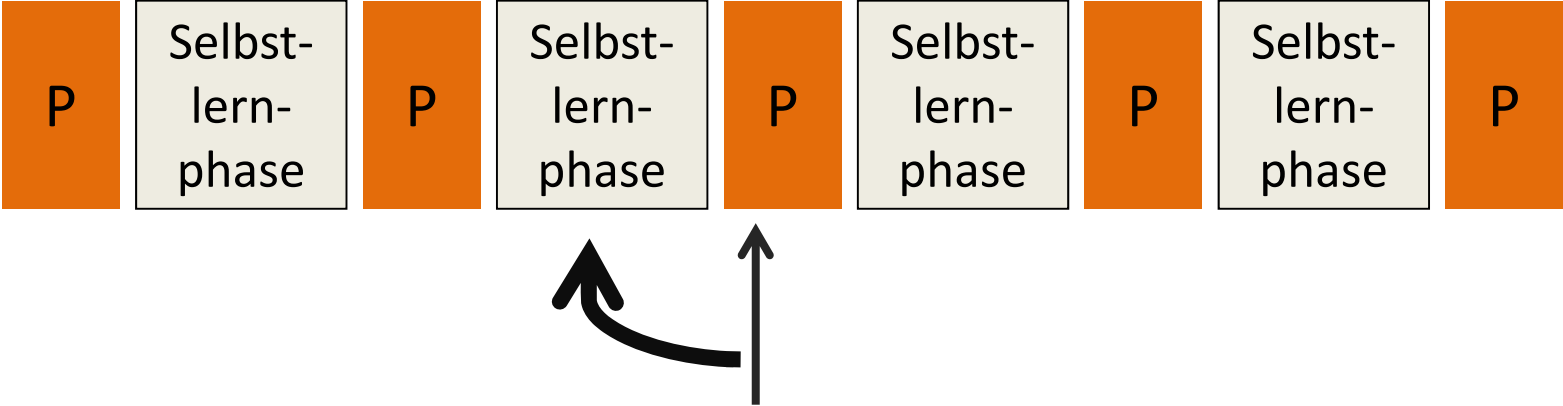 P
Selbst-
lern-
phase
P
Selbst-
lern-
phase
P
Selbst-
lern-
phase
P
Selbst-
lern-
phase
P